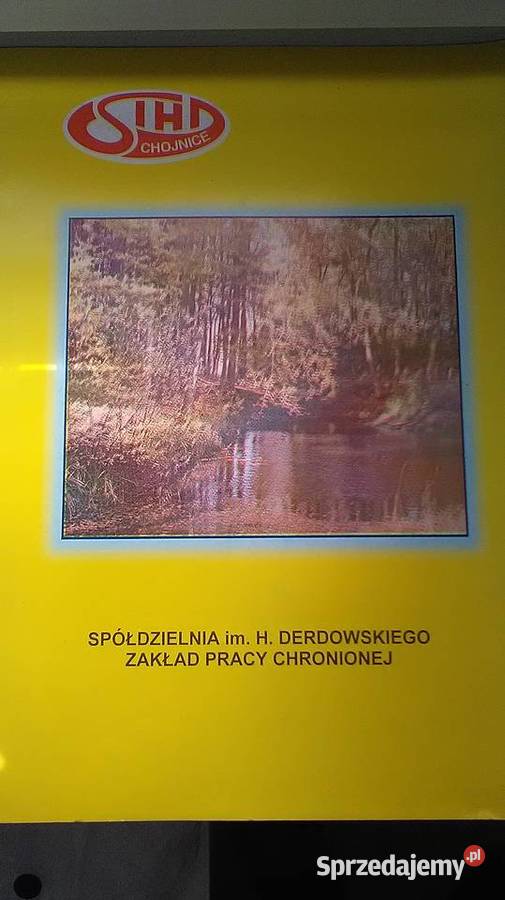 SIHD
CHOJNICE
SPÓŁDZIELNIA im. H. DERDOWSKIEGO
ZAKŁAD PRACY CHRONIONEJ
Sprzedajemy.pl